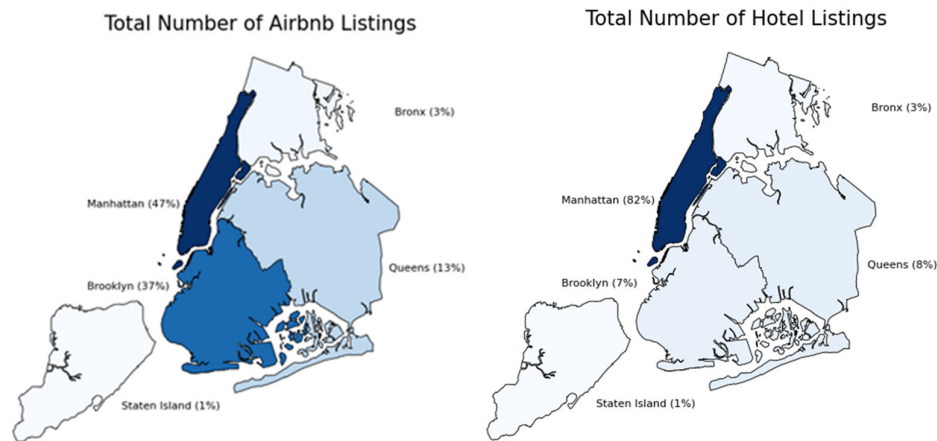 Total Number of Airbnb Listings
Bronx (3%)
Manhattan (47%)
Queens (13%)
Brooklyn (37%)
Staten Island (1%)
Total Number of Hotel Listings
Bronx (3%)
Manhattan (82%)
Queens (8%)
Brooklyn (7%)
Staten Island (1%)